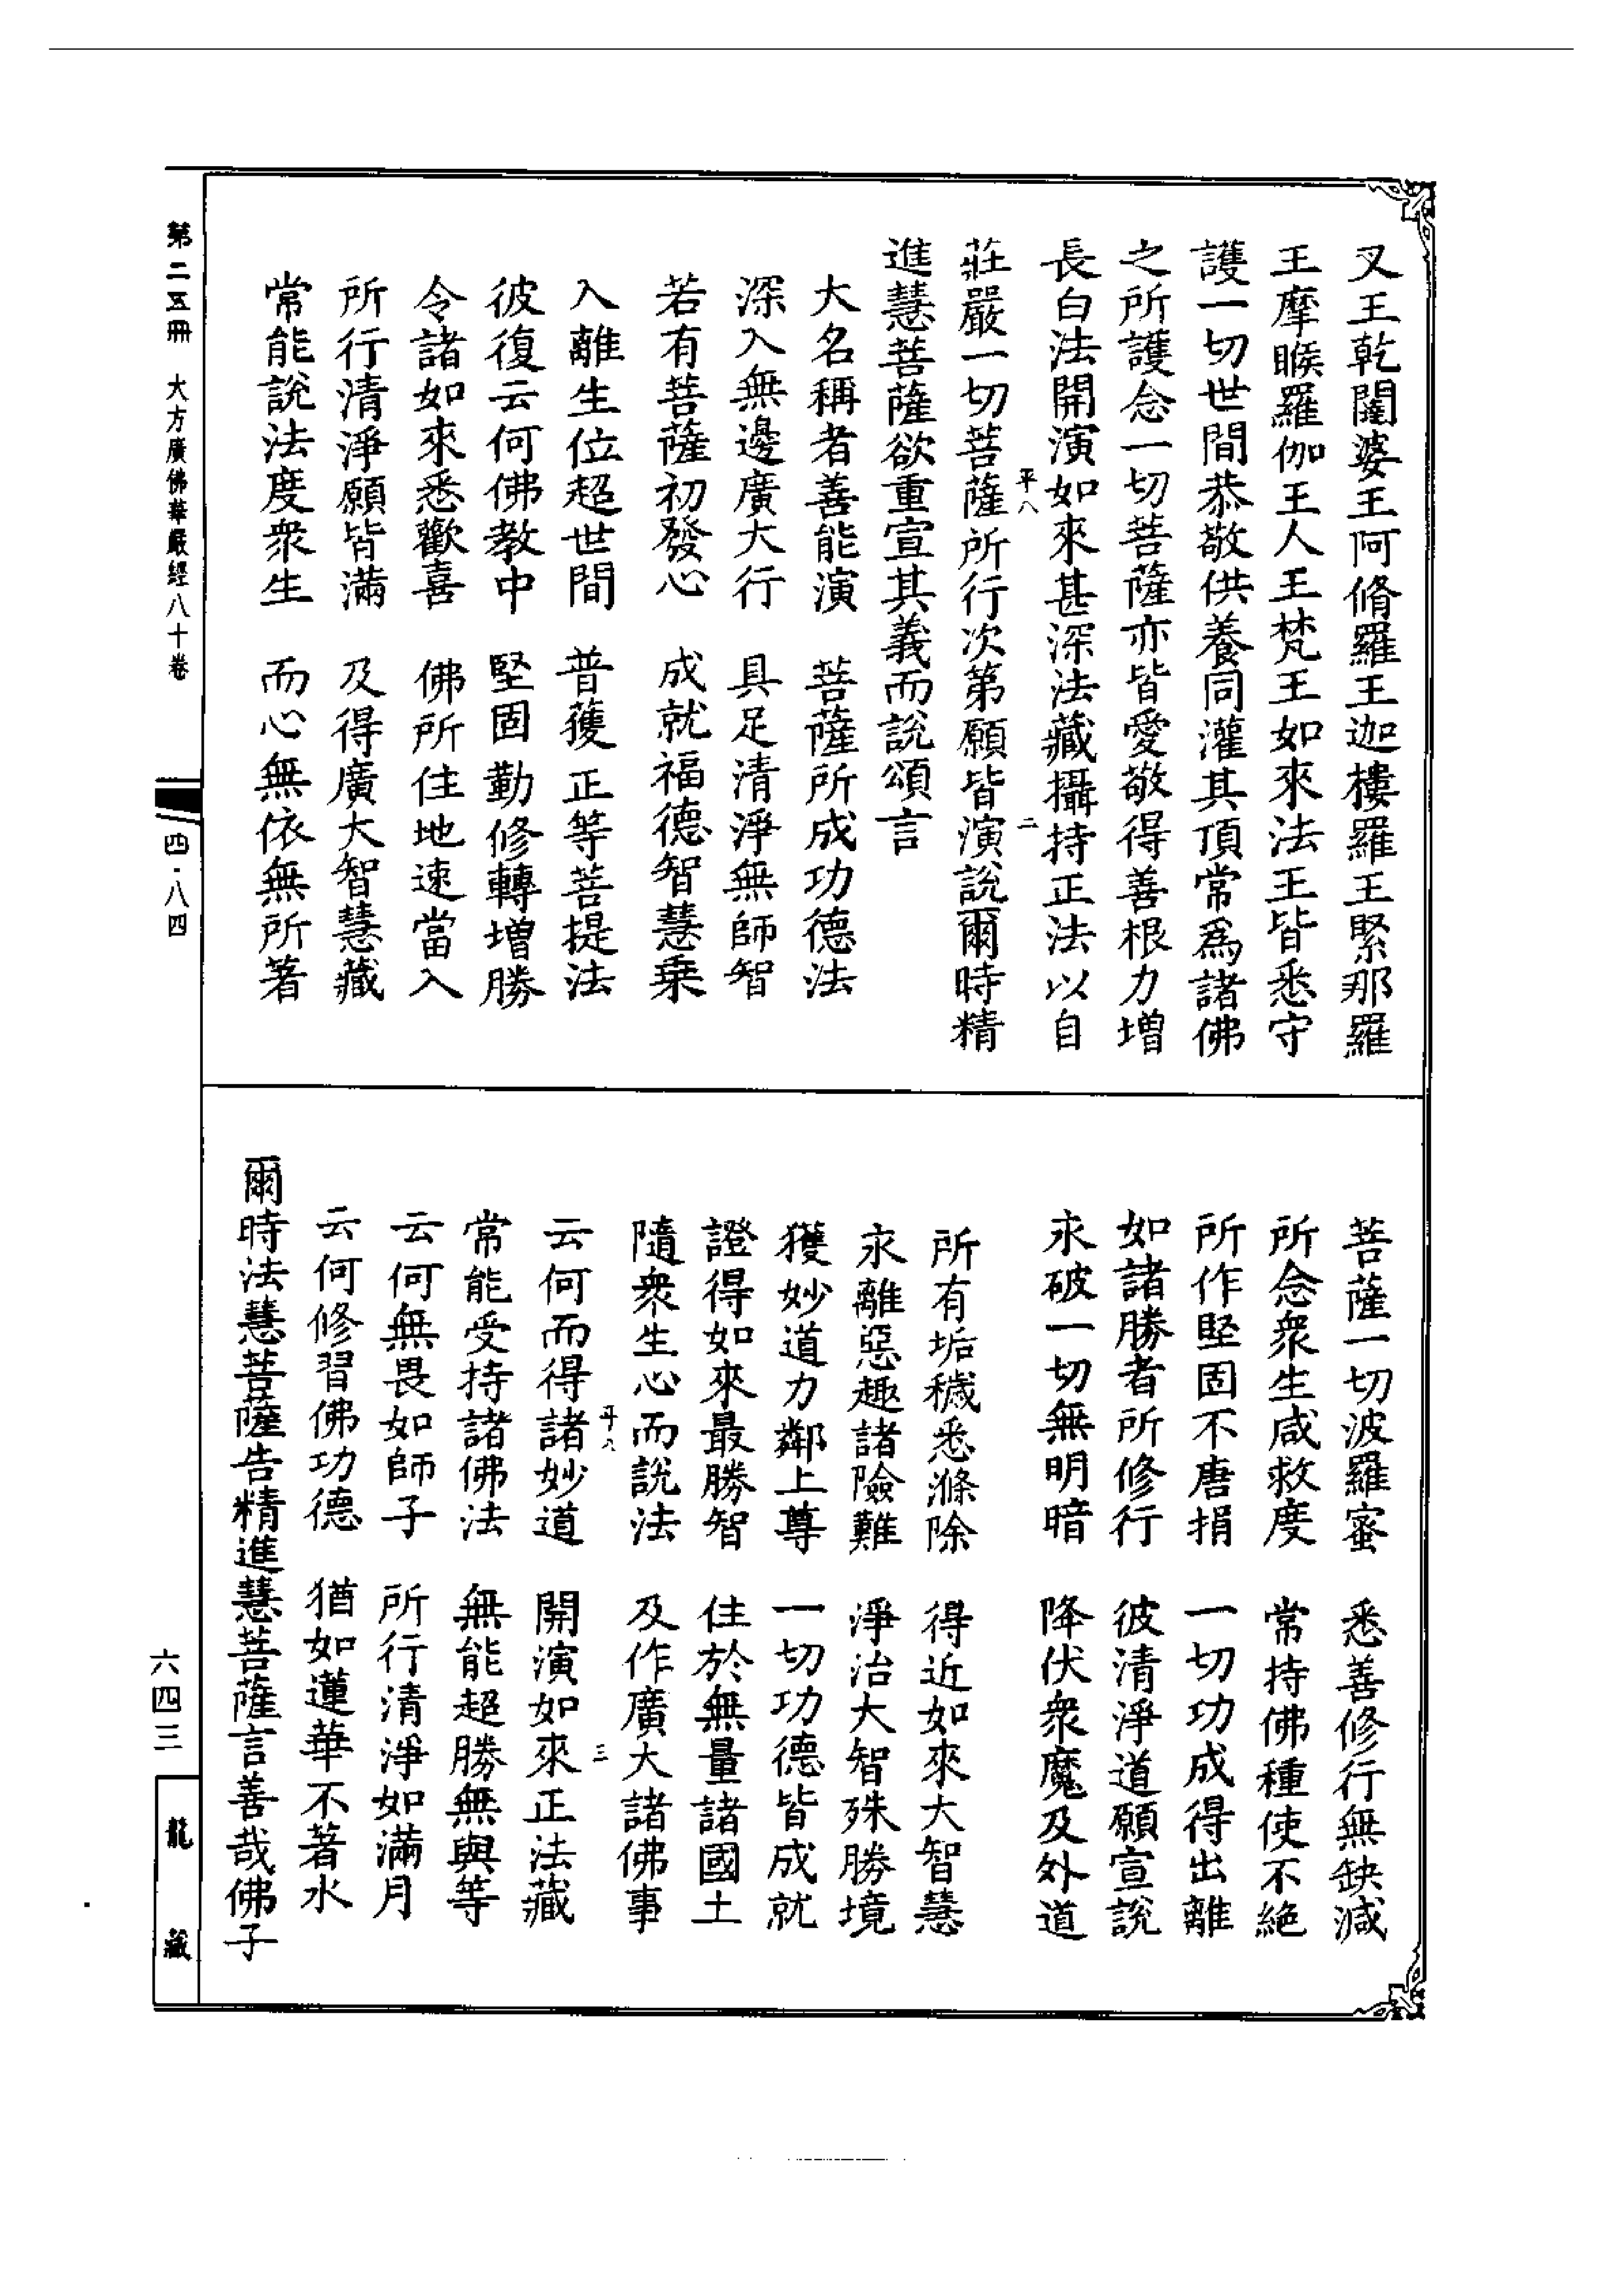 叉王乾闥婆王阿脩羅王迦樓羅王緊那羅
王摩睺羅伽王人王梵王如來法王皆悉守
護一切世間恭敬供養同灌其頂常爲諸佛
之所護念一切菩薩亦皆愛敬得善根力增
長白法開演如來甚深法藏攝持正法以自
平八 二
莊嚴一切菩薩所行次第願皆演說爾時精
進慧菩薩欲重宣其義而說頌言
大名稱者善能演 菩薩所成功德法
深入無邊廣大行 具足清淨無師智
若有菩薩初發心 成就福德智慧乘
入離生位超世間 普獲正等菩提法
彼復云何佛教中 堅固勤修轉增勝
令諸如來悉歡喜 佛所住地速當入
所行清淨願皆滿 及得廣大智慧藏
常能說法度衆生 而心無依無所著
菩薩一切波羅蜜 悉善修行無缺減
所念衆生咸救度 常持佛種使不絶
所作堅固不唐捐 一切功成得出離
如諸勝者所修行 彼清淨道願宣說
永破一切無明暗 降伏衆魔及外道
所有垢穢悉滌除 得近如來大智慧
永離惡趣諸險難 淨治大智殊勝境
獲妙道力鄰上尊 一切功德皆成就
證得如來最勝智 住於無量諸國土
隨衆生心而說法 及作廣大諸佛事
平八 三
云何而得諸妙道 開演如來正法藏
常能受持諸佛法 無能超勝無與等
云何無畏如師子 所行清淨如滿月
云何修習佛功德 猶如蓮華不著水
爾時法慧菩薩告精進慧菩薩言善哉佛子
第二五冊 大方廣佛華嚴經八十卷 四·八四
六四三 龍藏